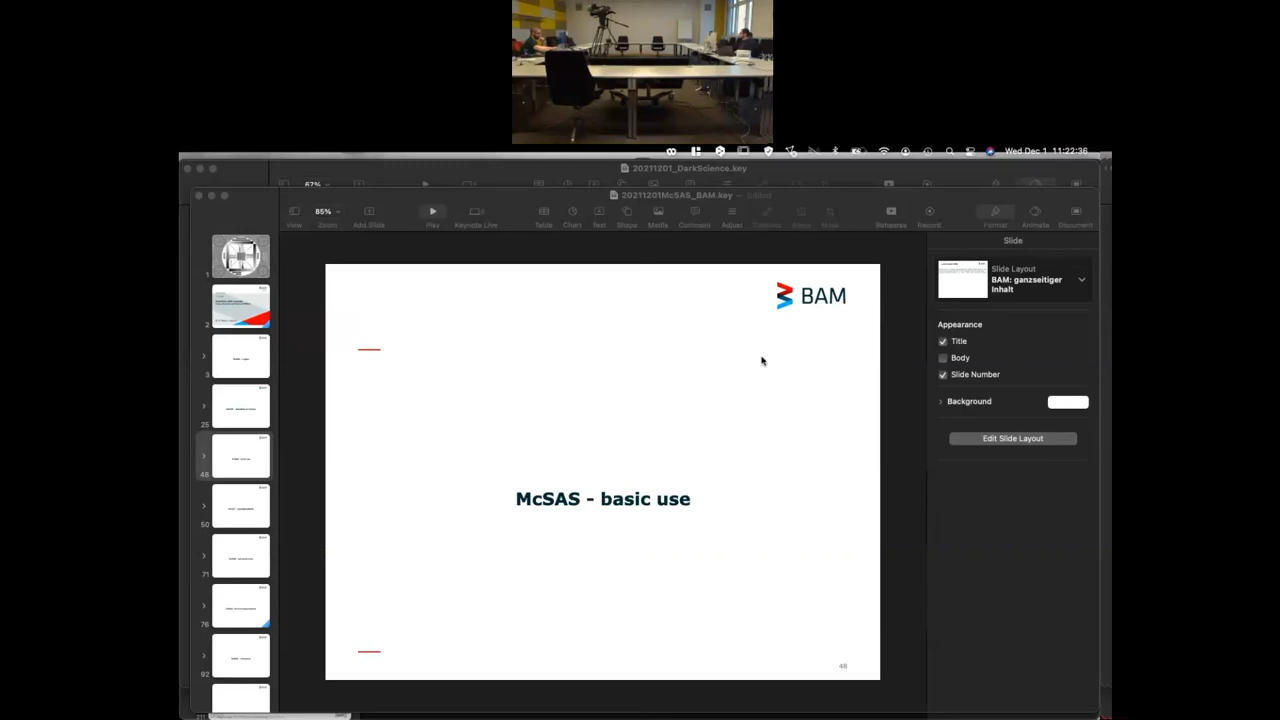 Wed Dec 1 11:22:36
20211201_DarkScience.key
67%
20211201McSAS_BAM.key — Edited
85%
View Zoom Add Slide Play Keynote Live Table Chart Text Shape Media Comment Adjust Rehearse Record Format Animate Document
Slide
Slide Layout
BAM: ganzseitiger
Inhalt
Appearance
Title
Body
Slide Number
Background
Edit Slide Layout
BAM
McSAS - basic use
48
1
2
3
25
48
50
71
76
92